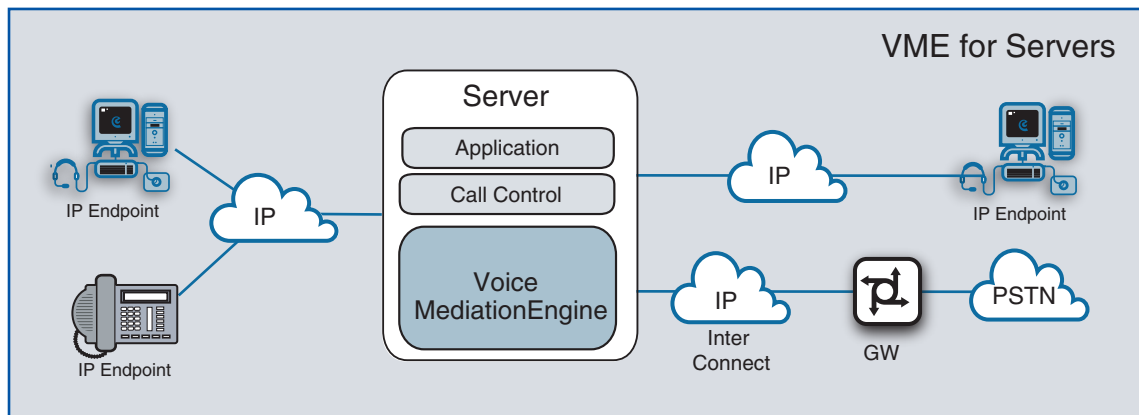 VME for Servers
Server
Application
Call Control
Voice
MediationEngine
IP Endpoint
IP
IP Endpoint
IP
IP Endpoint
IP
Inter
Connect
GW
PSTN